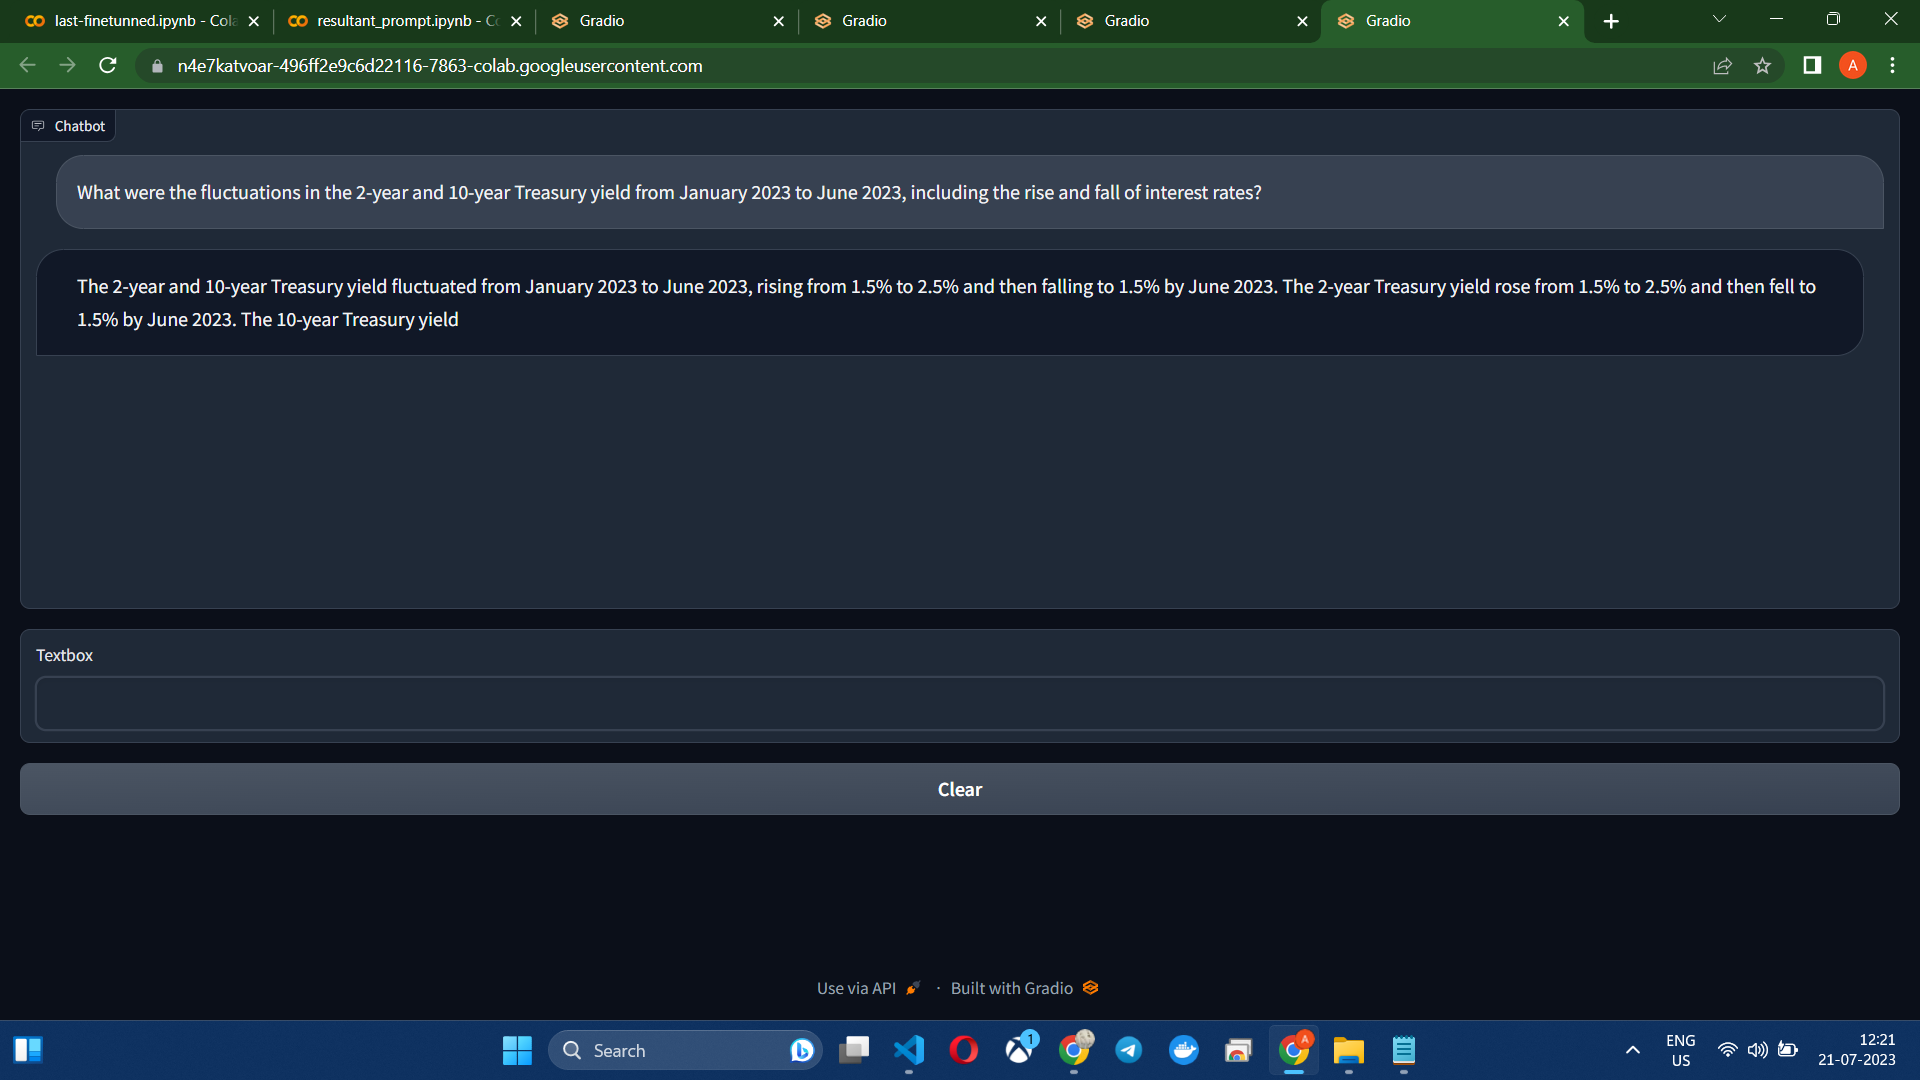 last-finetunned.ipynb - Cola
resultant_prompt.ipynb - Co
Gradio
Gradio
Gradio
Gradio
n4e7katvoar-496ff2e9c6d22116-7863-colab.googleusercontent.com
A
Chatbot
What were the fluctuations in the 2-year and 10-year Treasury yield from January 2023 to June 2023, including the rise and fall of interest rates?
The 2-year and 10-year Treasury yield fluctuated from January 2023 to June 2023, rising from 1.5% to 2.5% and then falling to 1.5% by June 2023. The 2-year Treasury yield rose from 1.5% to 2.5% and then fell to
1.5% by June 2023. The 10-year Treasury yield
Textbox
Clear
Use via API · Built with Gradio
Search
1
A
ENG
US
12:21
21-07-2023